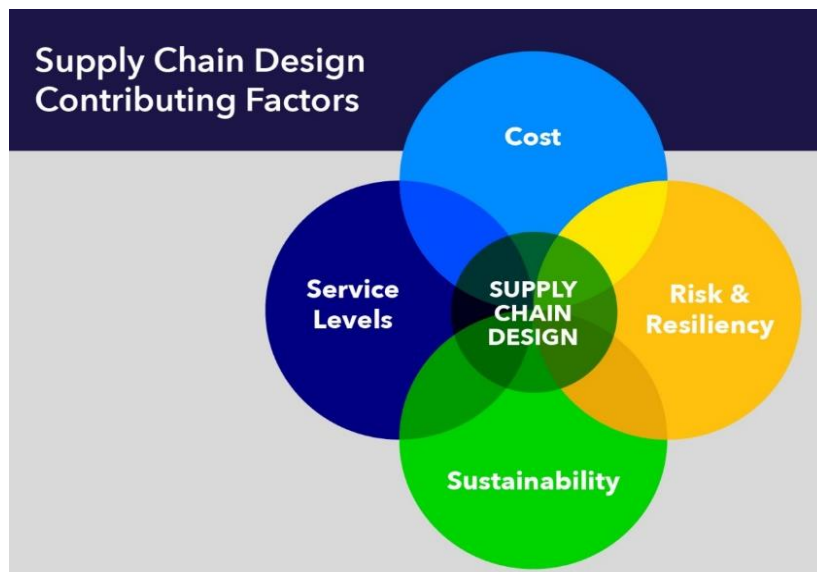 Supply Chain Design
Contributing Factors
Cost
Service
Levels
SUPPLY
CHAIN
DESIGN
Risk &
Resiliency
Sustainability